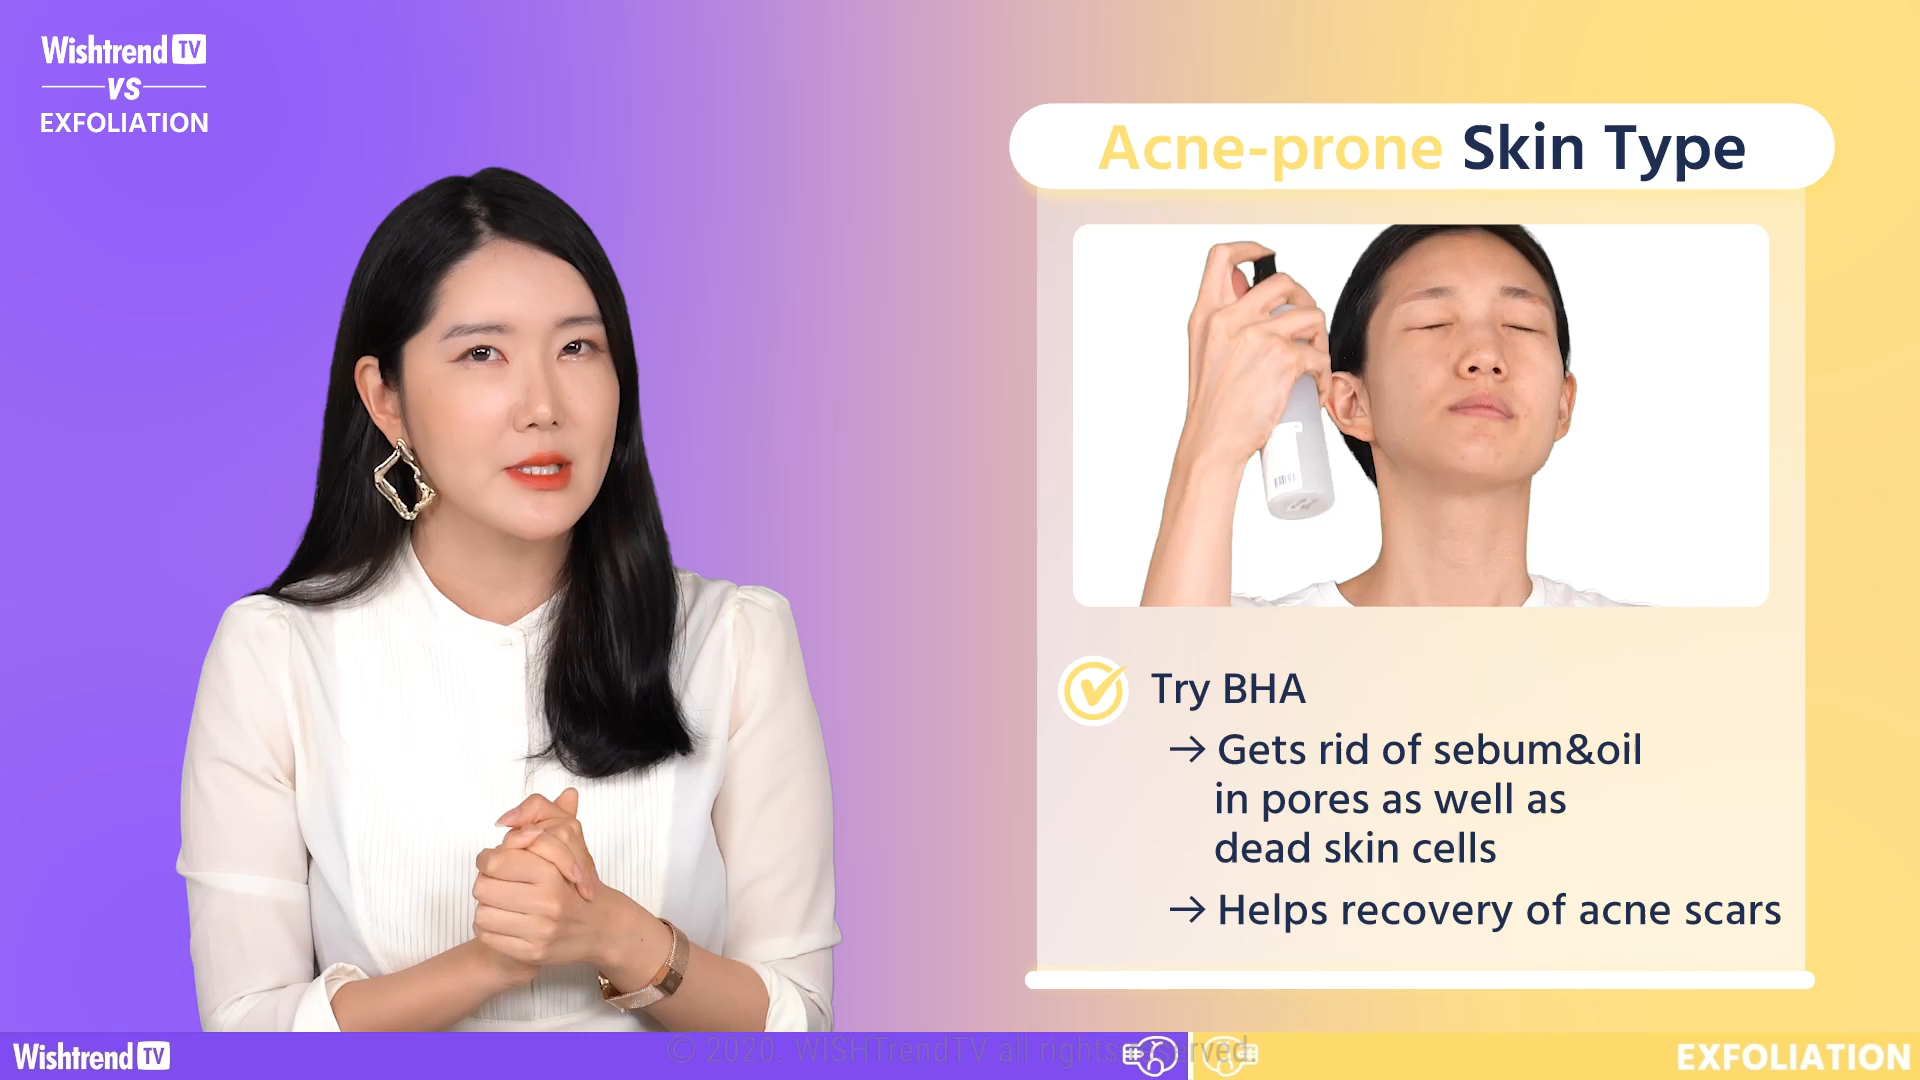 Wishtrend TV
VS
EXFOLIATION
Acne-prone Skin Type
Try BHA
→ Gets rid of sebum&oil
in pores as well as
dead skin cells
→ Helps recovery of acne scars
Wishtrend TV
© 2020. WISHTrendTV all rights reserved.
EXFOLIATION